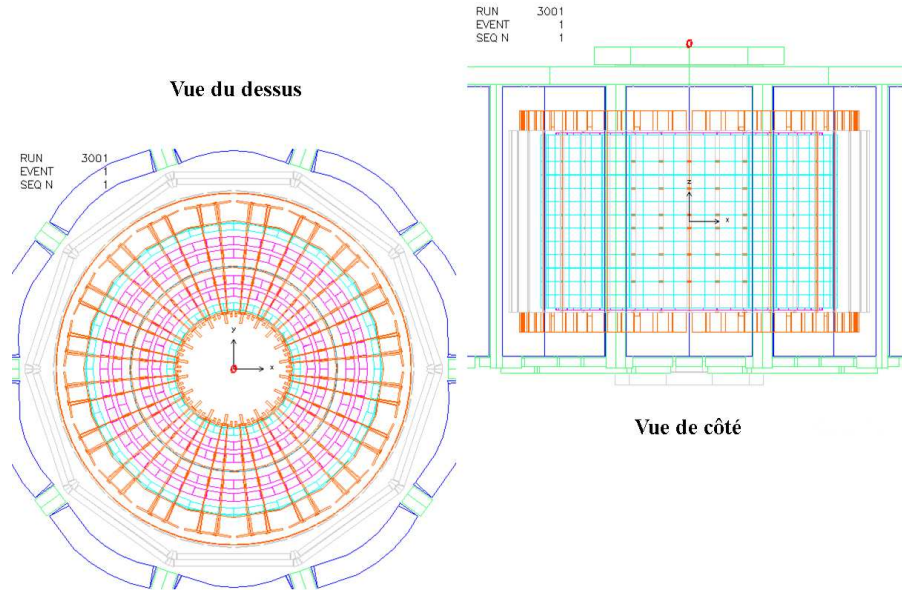 RUN 3001
EVENT 1
SEQ N 1
Vue du dessus
RUN 3001
EVENT 1
SEQ N 1
z
x
y
x
Vue de côté